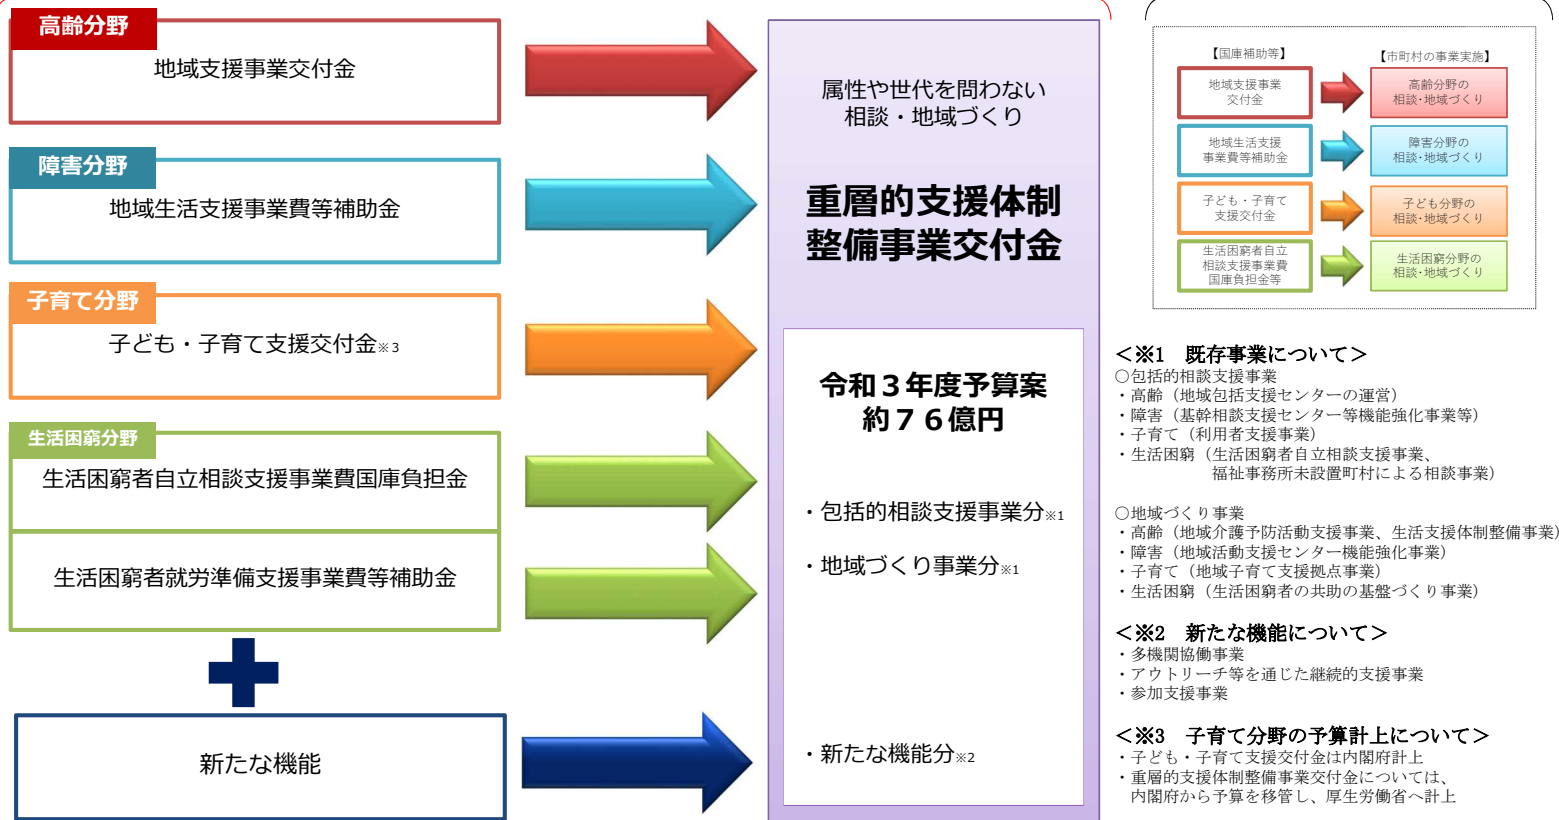 高齢分野
地域支援事業交付金
障害分野
地域生活支援事業費等補助金
子育て分野
子ども・子育て支援交付金※3
生活困窮分野
生活困窮者自立相談支援事業費国庫負担金
生活困窮者就労準備支援事業費等補助金
新たな機能
属性や世代を問わない
相談・地域づくり
重層的支援体制
整備事業交付金
令和３年度予算案
約７６億円
・包括的相談支援事業分※1
・地域づくり事業分※1
・新たな機能分※2
【国庫補助等】
【市町村の事業実施】
地域支援事業
交付金
高齢分野の
相談・地域づくり
地域生活支援
事業費等補助金
障害分野の
相談・地域づくり
子ども・子育て
支援交付金
子ども分野の
相談・地域づくり
生活困窮者自立
相談支援事業費
国庫負担金等
生活困窮分野の
相談・地域づくり
＜※1　既存事業について＞
○包括的相談支援事業
・高齢（地域包括支援センターの運営）
・障害（基幹相談支援センター等機能強化事業等）
・子育て（利用者支援事業）
・生活困窮（生活困窮者自立相談支援事業、
福祉事務所未設置町村による相談事業）
○地域づくり事業
・高齢（地域介護予防活動支援事業、生活支援体制整備事業）
・障害（地域活動支援センター機能強化事業）
・子育て（地域子育て支援拠点事業）
・生活困窮（生活困窮者の共助の基盤づくり事業）
＜※2　新たな機能について＞
・多機関協働事業
・アウトリーチ等を通じた継続的支援事業
・参加支援事業
＜※3　子育て分野の予算計上について＞
・子ども・子育て支援交付金は内閣府計上
・重層的支援体制整備事業交付金については、
内閣府から予算を移管し、厚生労働省へ計上